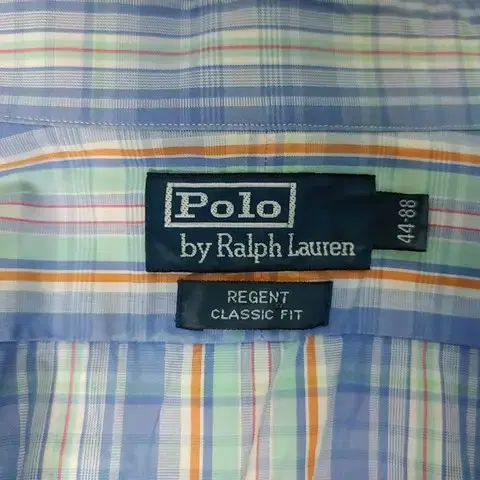 Polo
by Ralph Lauren
44-88
REGENT
CLASSIC FIT